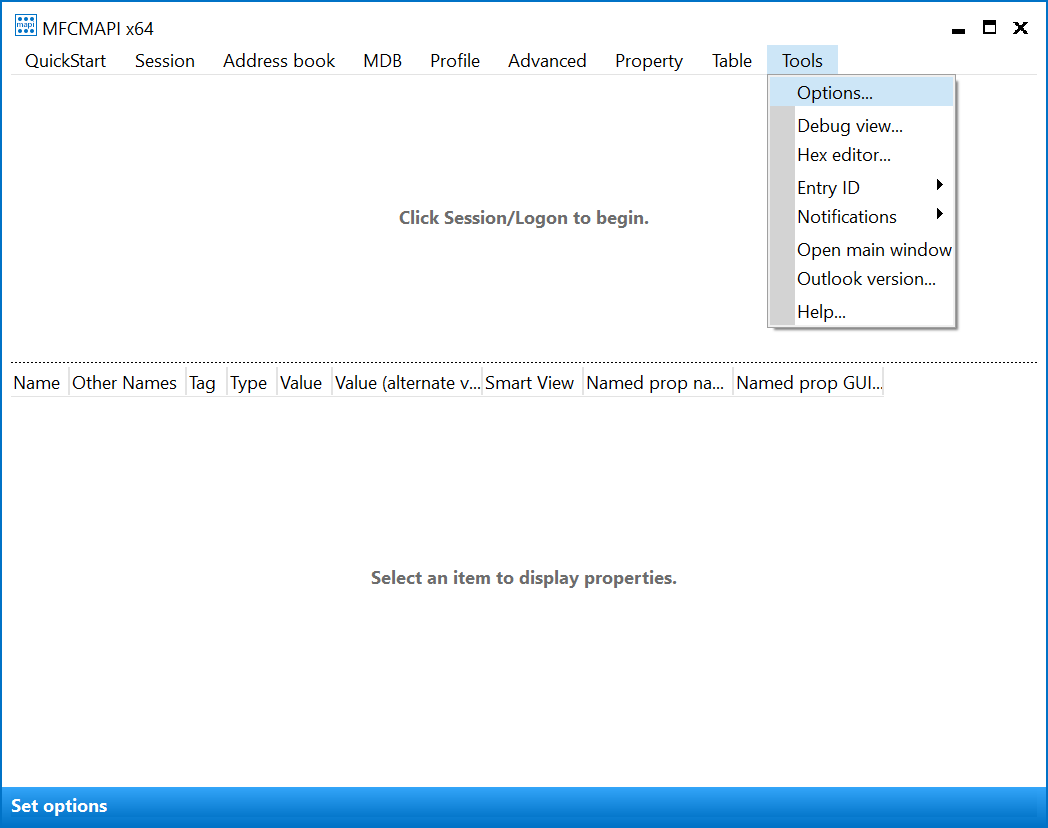 mapi
MFCMAPI x64
QuickStart Session Address book MDB Profile Advanced Property Table Tools
Options...
Debug view...
Hex editor...
Entry ID
Notifications
Open main window
Outlook version...
Help...
Click Session/Logon to begin.
Name Other Names Tag Type Value Value (alternate v... Smart View Named prop na... Named prop GUI...
Select an item to display properties.
Set options